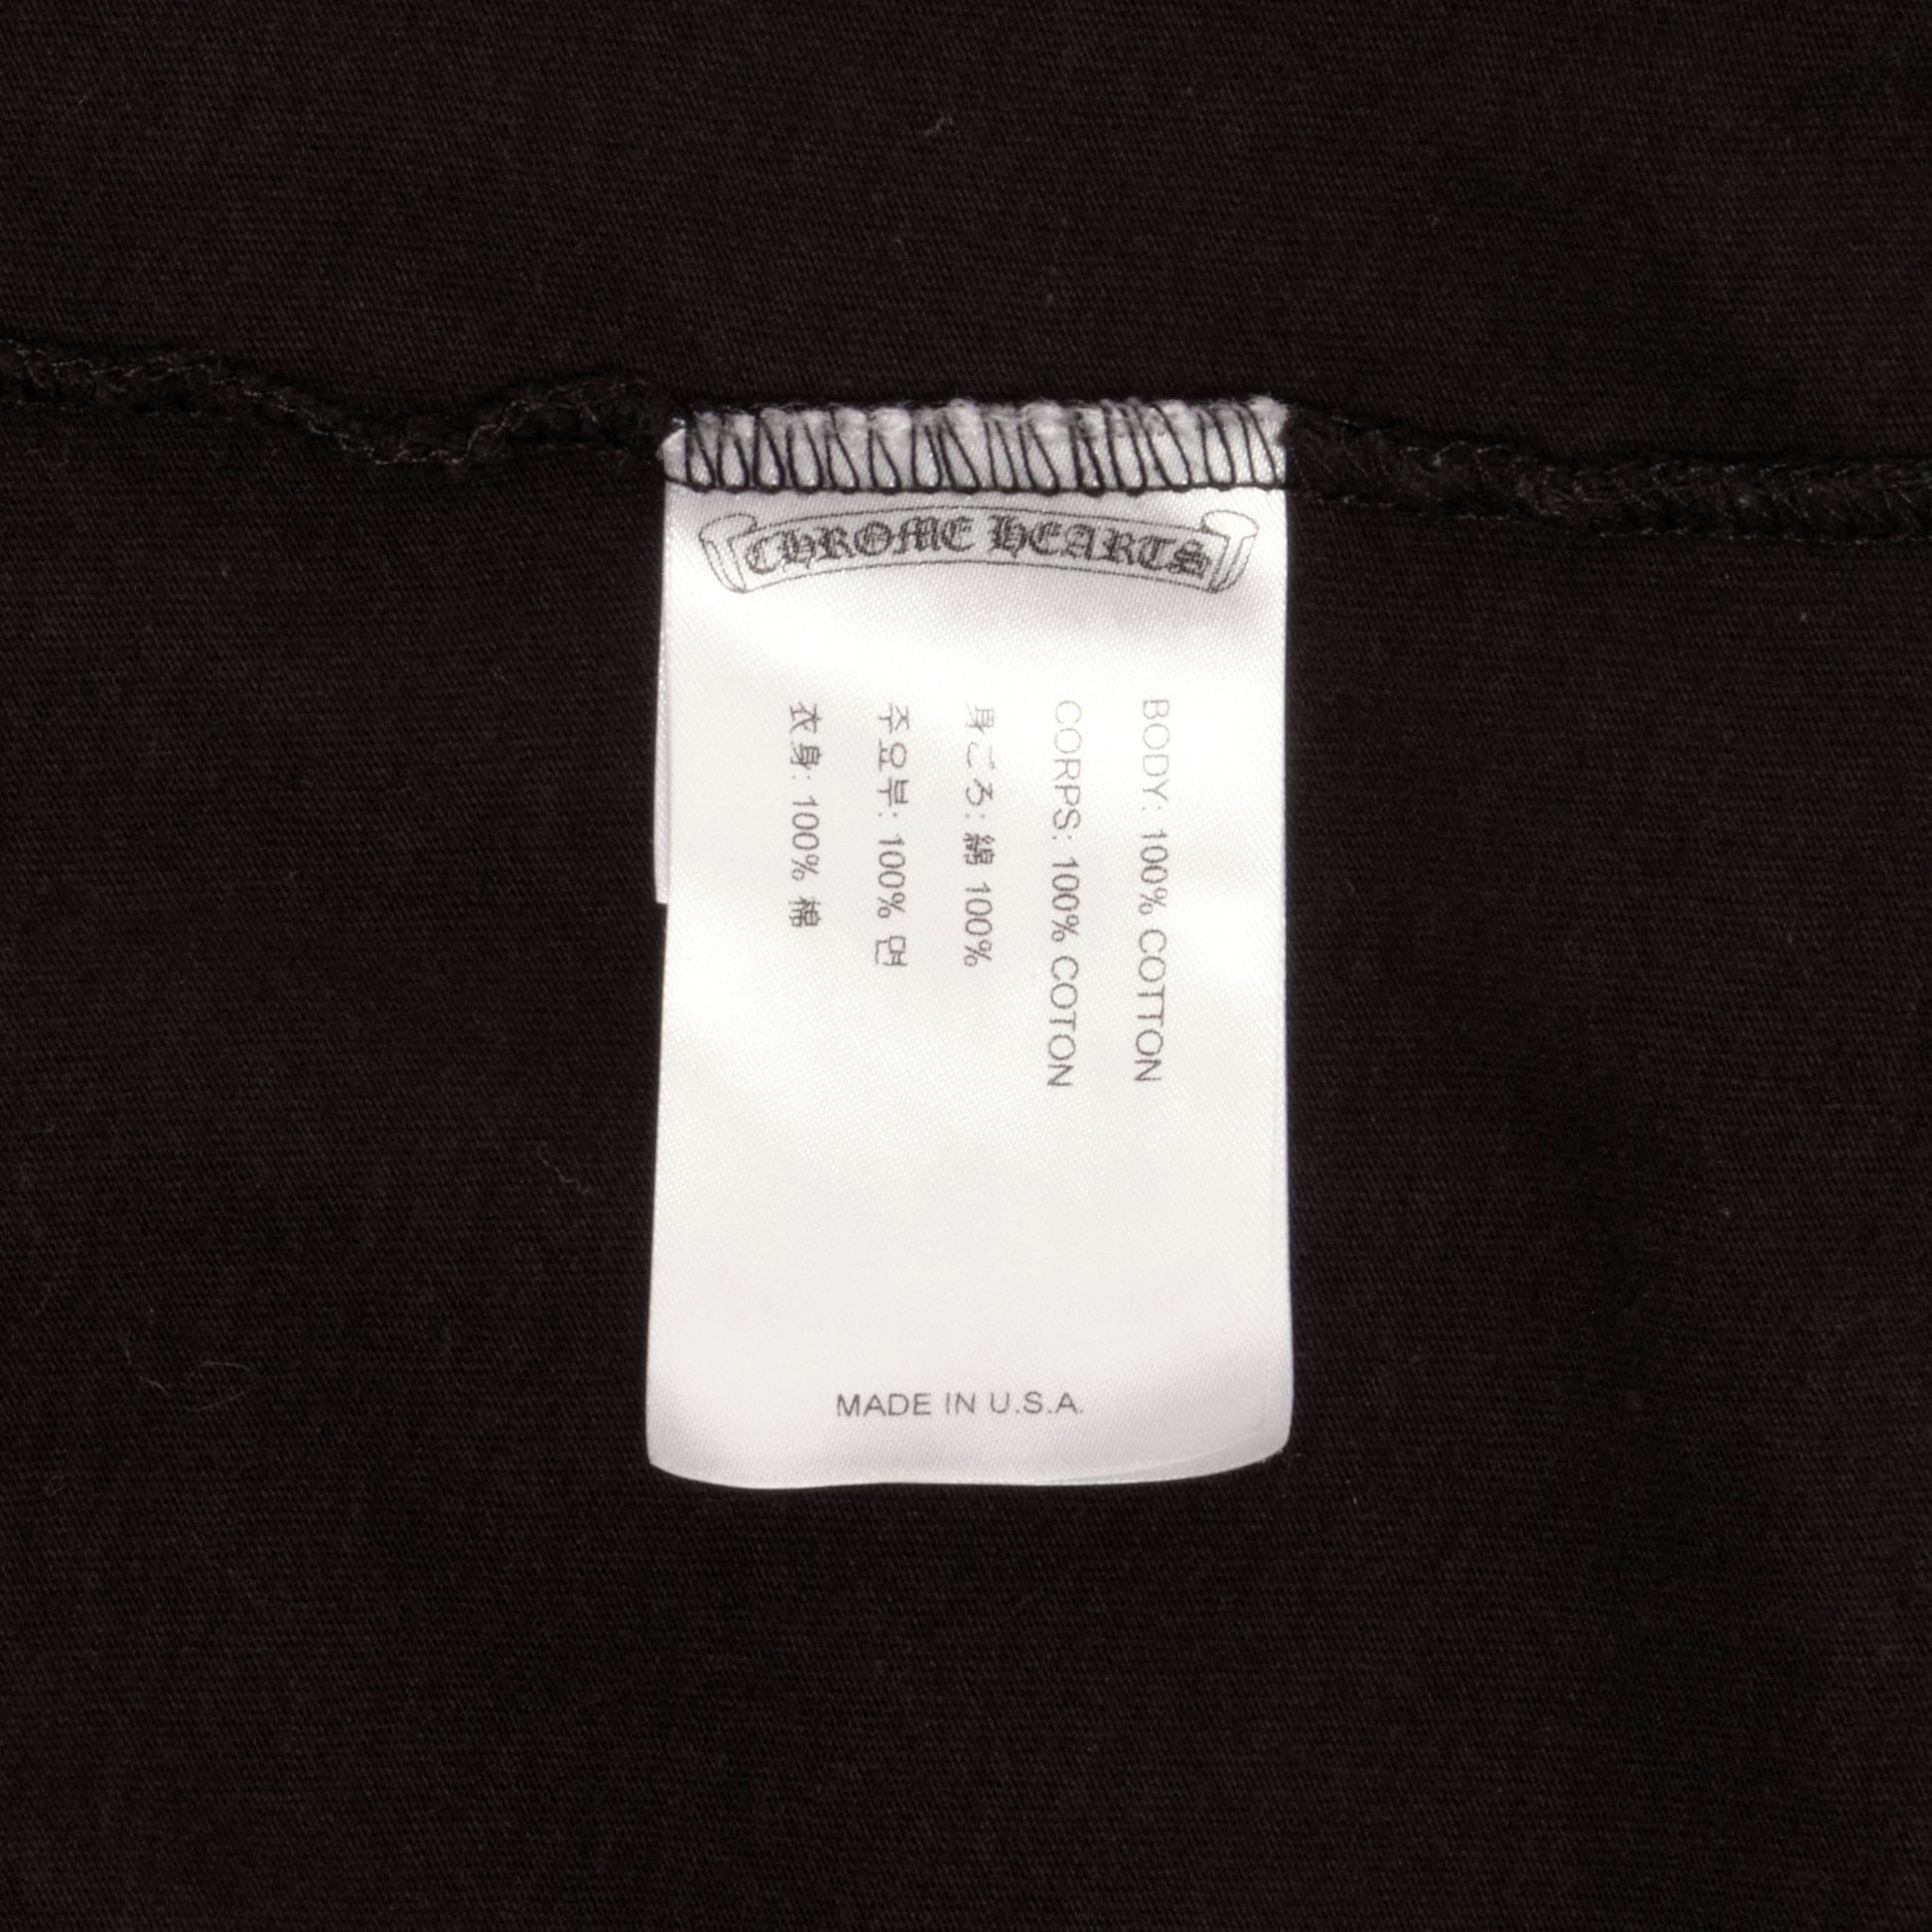 CHROME HEARTS
BODY: 100% COTTON
CORPS: 100% COTON
身ごろ: 綿 100%
주요부: 100% 면
衣身: 100% 棉
MADE IN U.S.A.